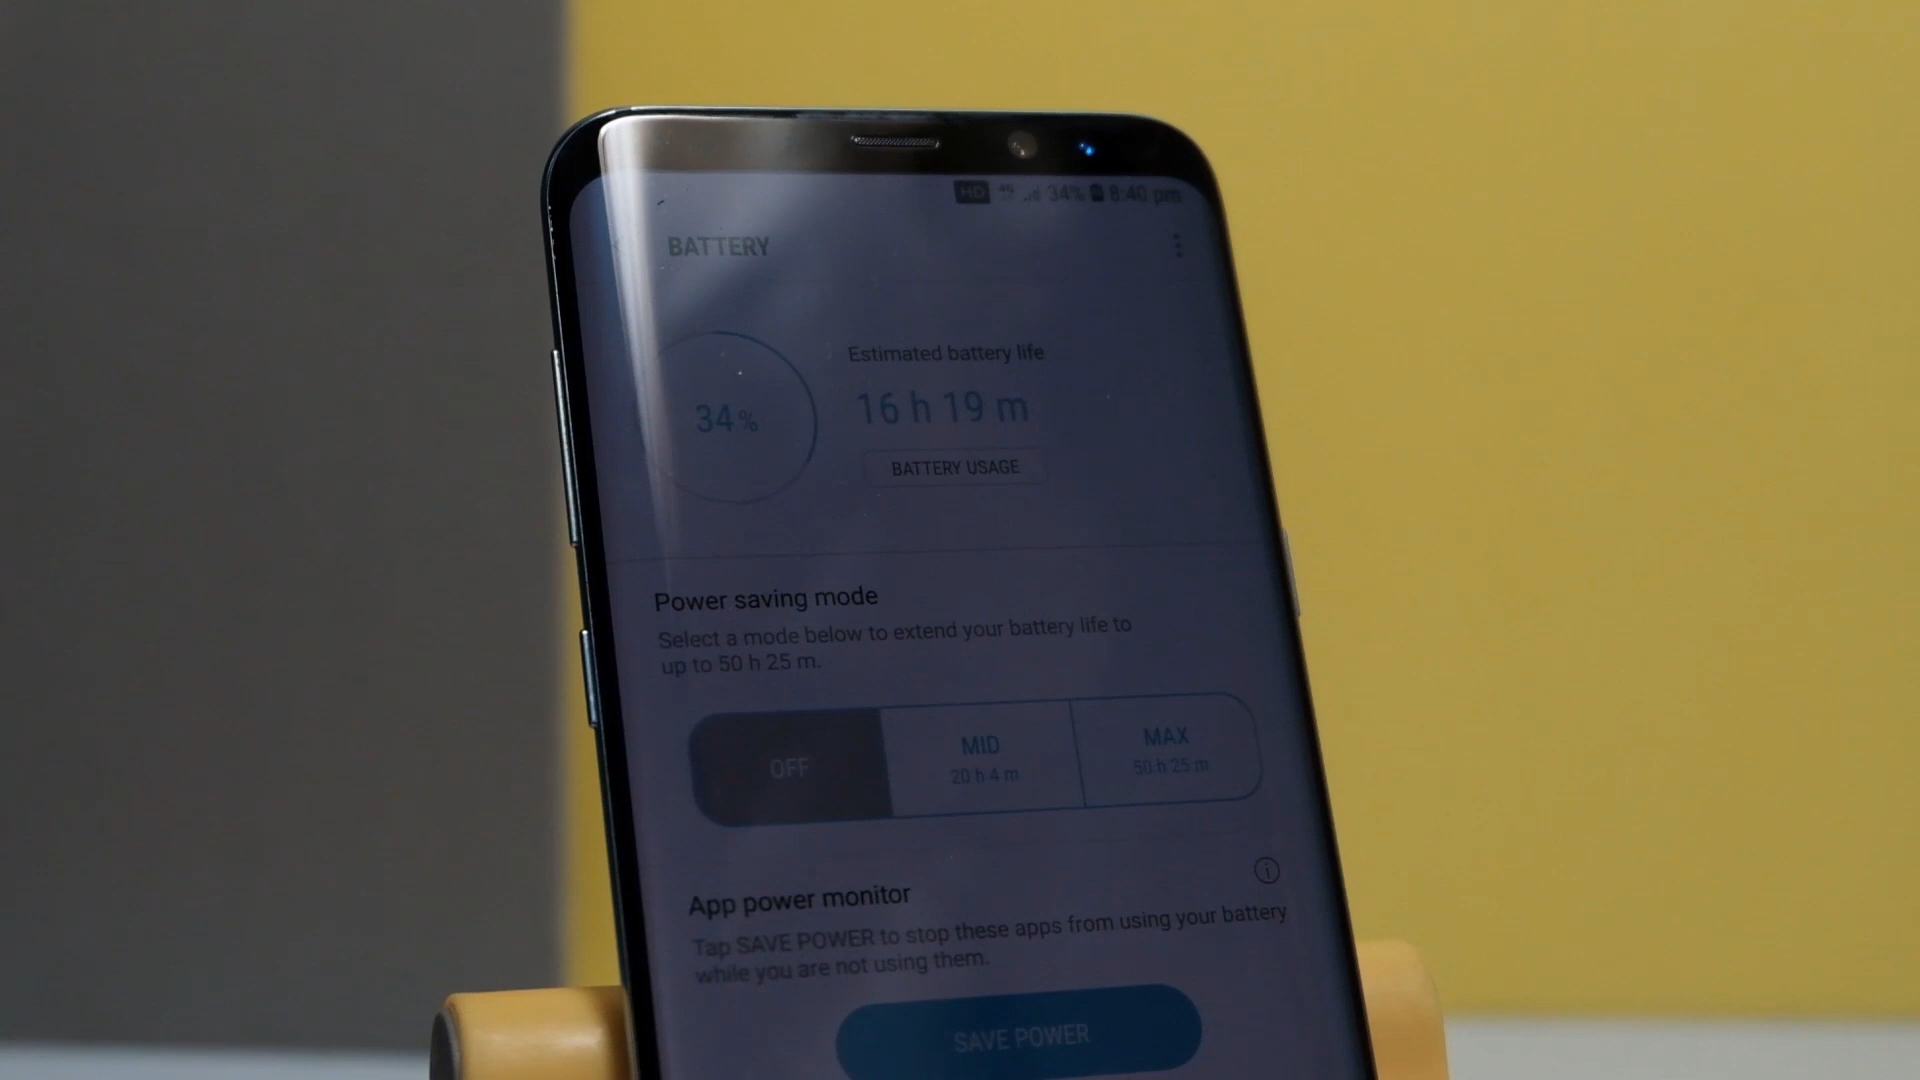 HD 4G 34% 8:40 pm
BATTERY
Estimated battery life
34%
16 h 19 m
BATTERY USAGE
Power saving mode
Select a mode below to extend your battery life to
up to 50 h 25 m.
OFF
MID
20 h 4 m
MAX
50 h 25 m
App power monitor
Tap SAVE POWER to stop these apps from using your battery
while you are not using them.
SAVE POWER